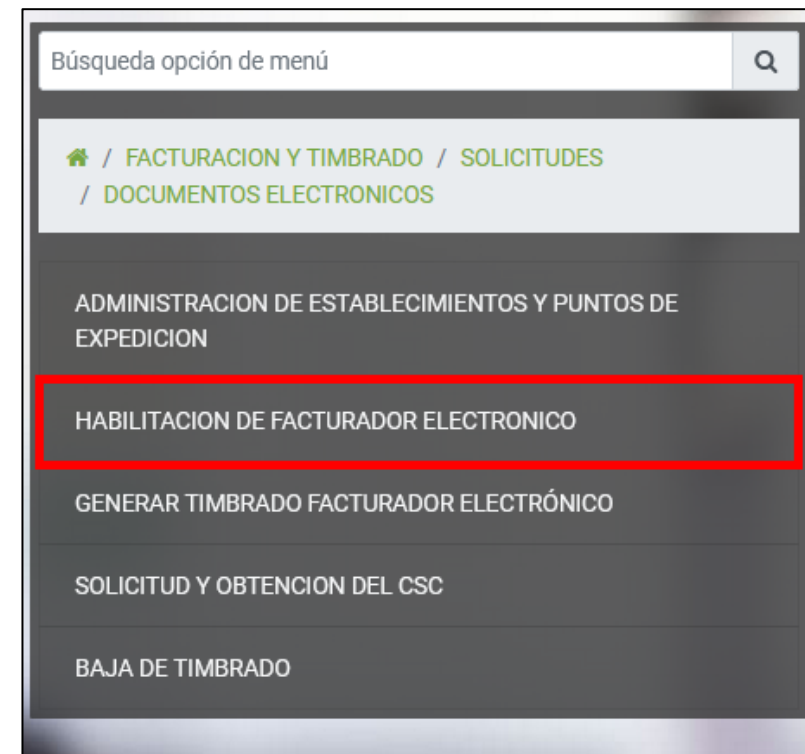 Búsqueda opción de menú
/ FACTURACION Y TIMBRADO / SOLICITUDES
/ DOCUMENTOS ELECTRONICOS
ADMINISTRACION DE ESTABLECIMIENTOS Y PUNTOS DE
EXPEDICION
HABILITACION DE FACTURADOR ELECTRONICO
GENERAR TIMBRADO FACTURADOR ELECTRÓNICO
SOLICITUD Y OBTENCION DEL CSC
BAJA DE TIMBRADO